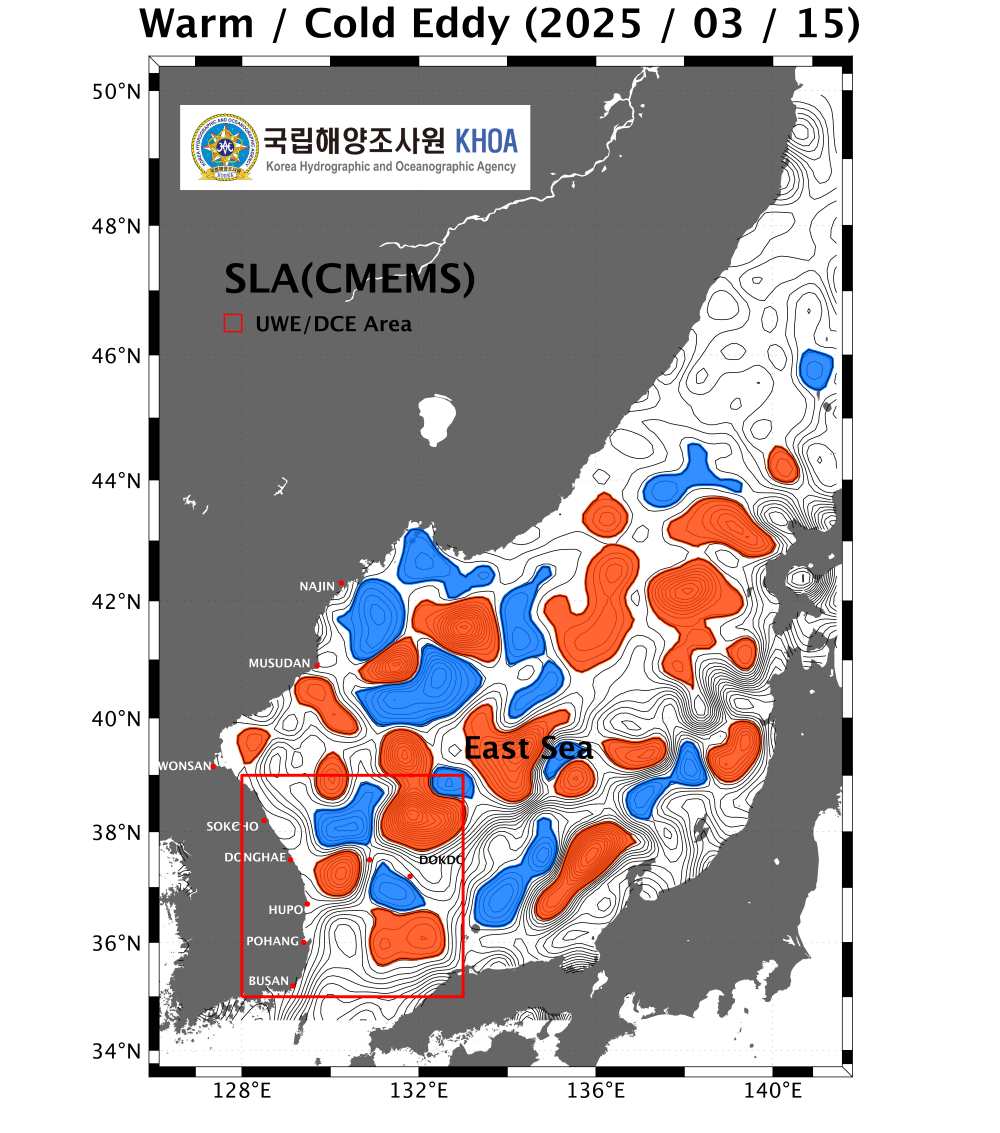 Warm / Cold Eddy (2025 / 03 / 15)
50°N
국립해양조사원 KHOA
Korea Hydrographic and Oceanographic Agency
48°N
SLA(CMEMS)
UWE/DCE Area
46°N
44°N
NAJIN
42°N
MUSUDAN
40°N
East Sea
WONSAN
SOKCHO
38°N
DONGHAE
DOKDO
HUPO
36°N
POHANG
BUSAN
34°N
128°E
132°E
136°E
140°E